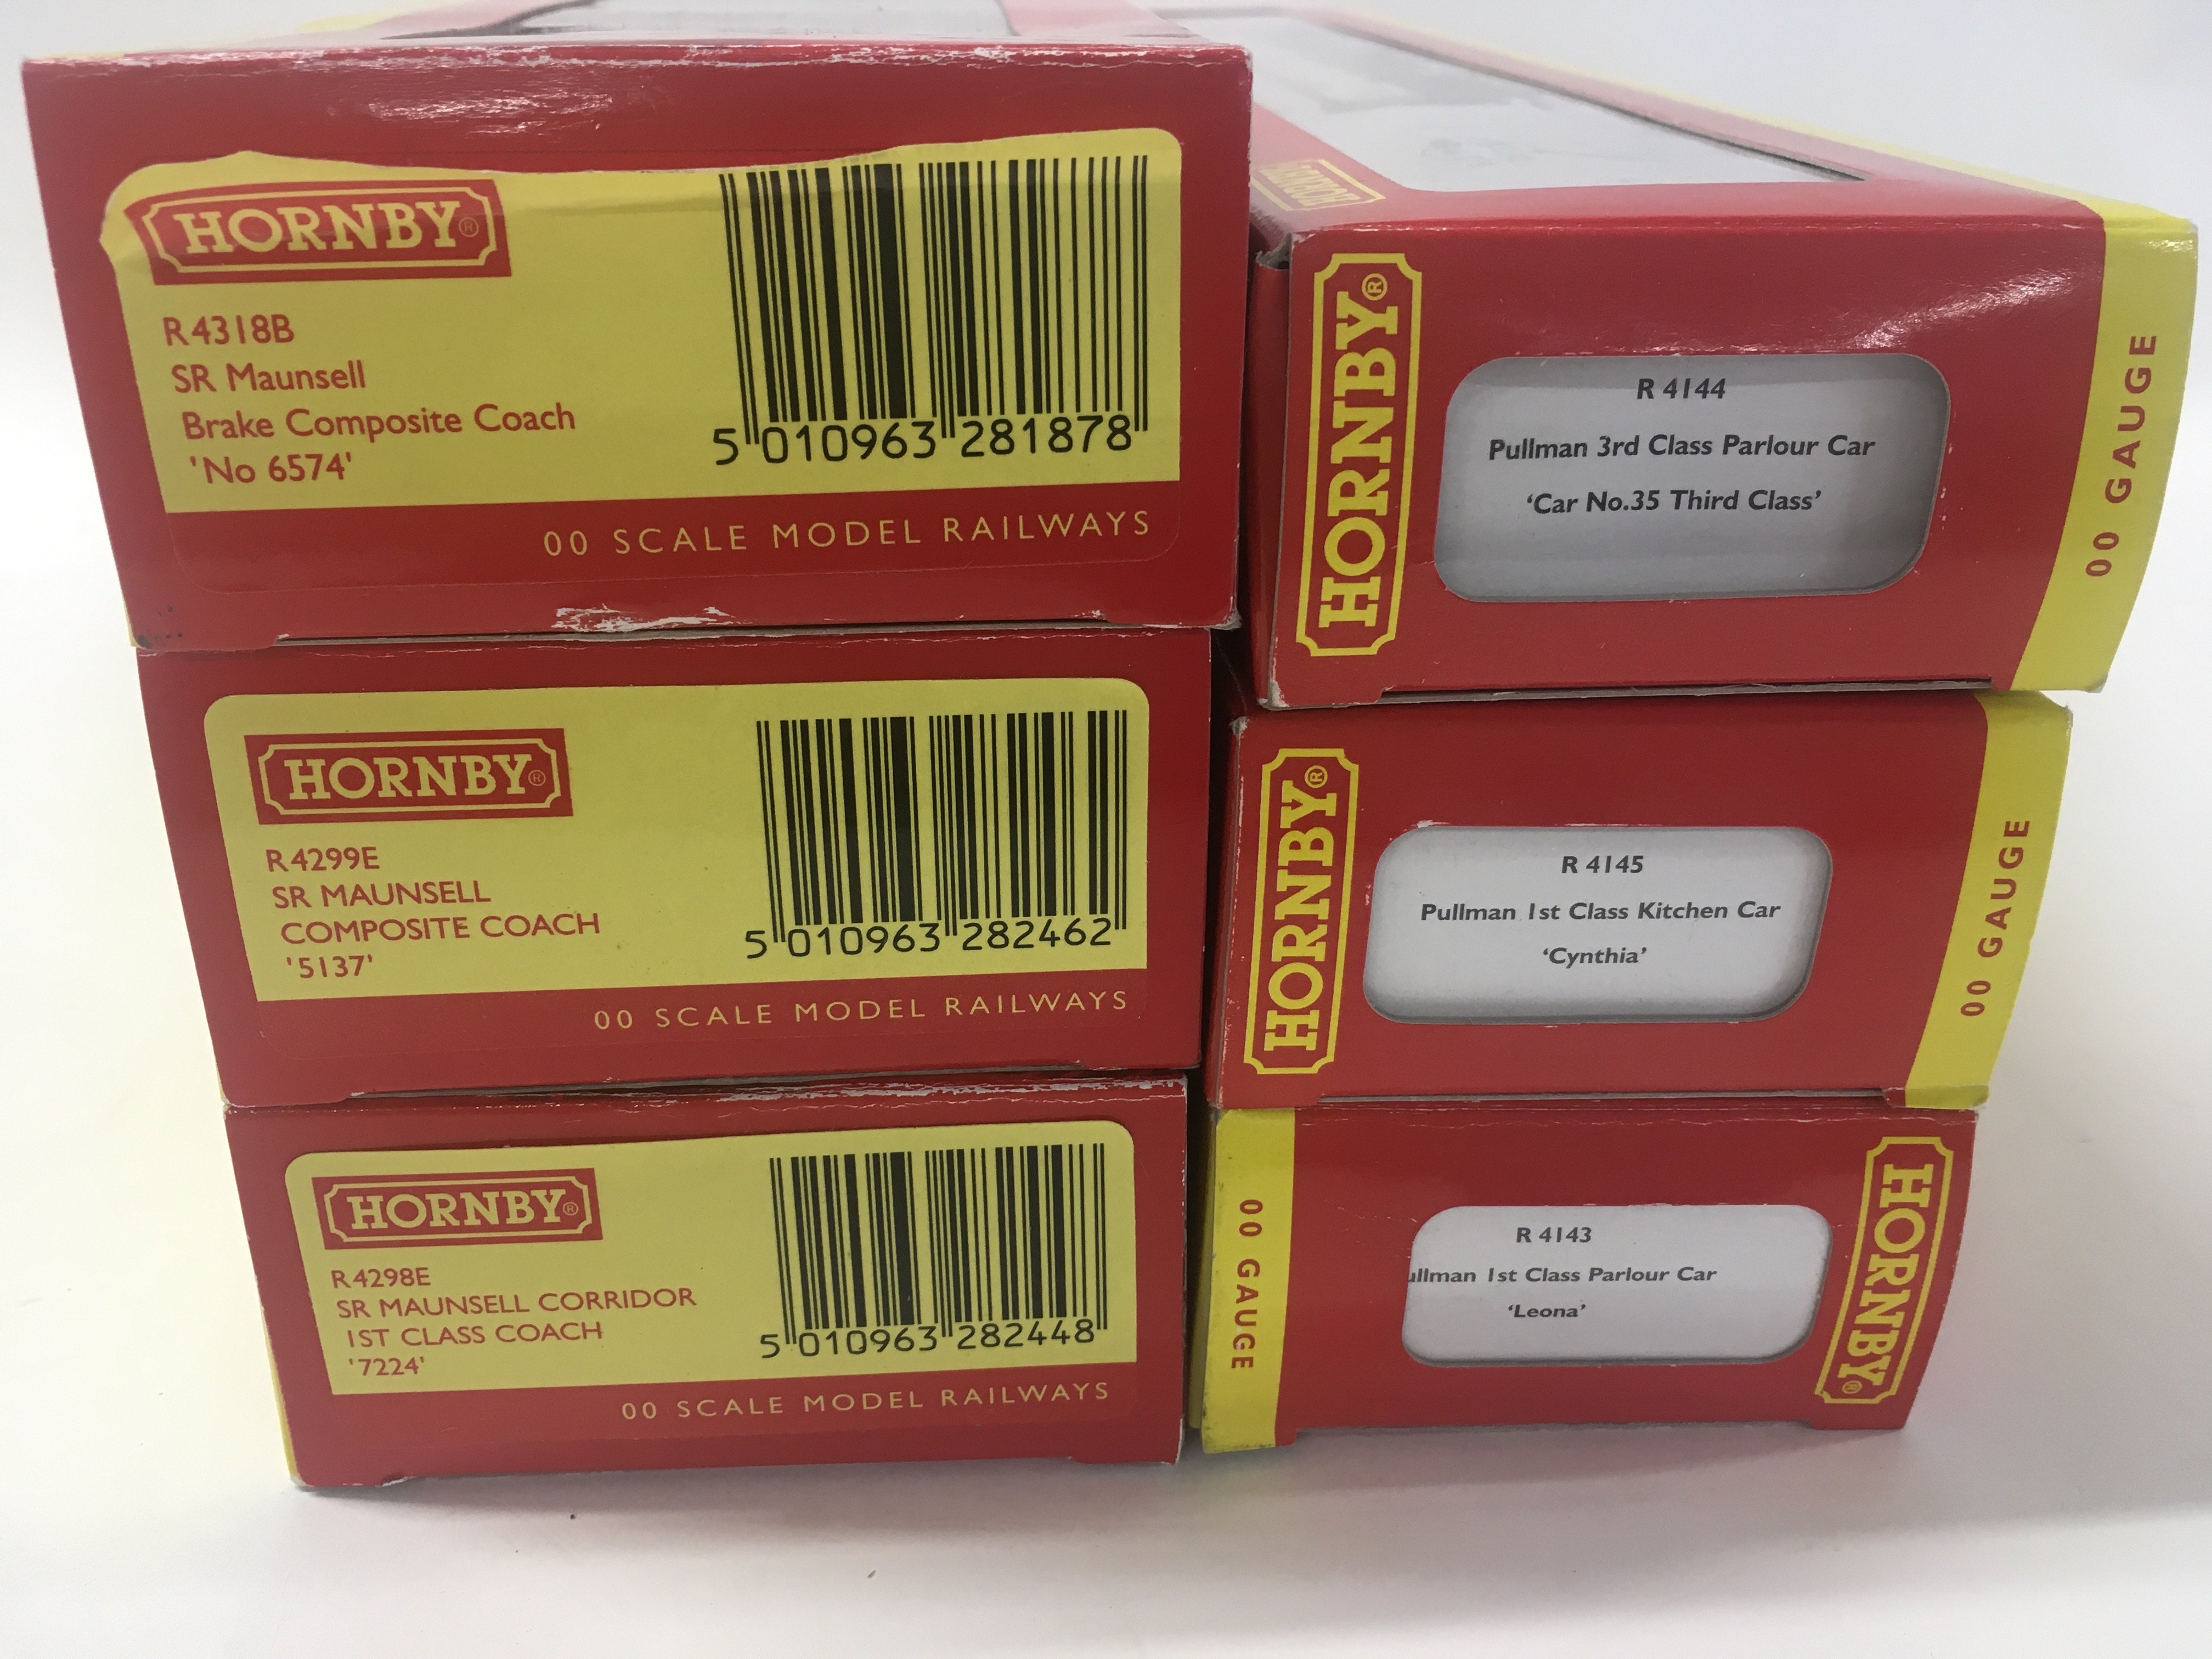 HORNBY®
R4318B
SR Maunsell
Brake Composite Coach
'No 6574'
5 010963 281878
00 SCALE MODEL RAILWAYS
HORNBY®
R4299E
SR MAUNSELL
COMPOSITE COACH
'5137'
5 010963 282462
00 SCALE MODEL RAILWAYS
HORNBY®
R4298E
SR MAUNSELL CORRIDOR
1ST CLASS COACH
'7224'
5 010963 282448
00 SCALE MODEL RAILWAYS
HORNBY
HORNBY®
R 4144
Pullman 3rd Class Parlour Car
‘Car No.35 Third Class’
00 GAUGE
HORNBY®
R 4145
Pullman 1st Class Kitchen Car
‘Cynthia’
00 GAUGE
00 GAUGE
R 4143
ullman 1st Class Parlour Car
‘Leona’
HORNBY®